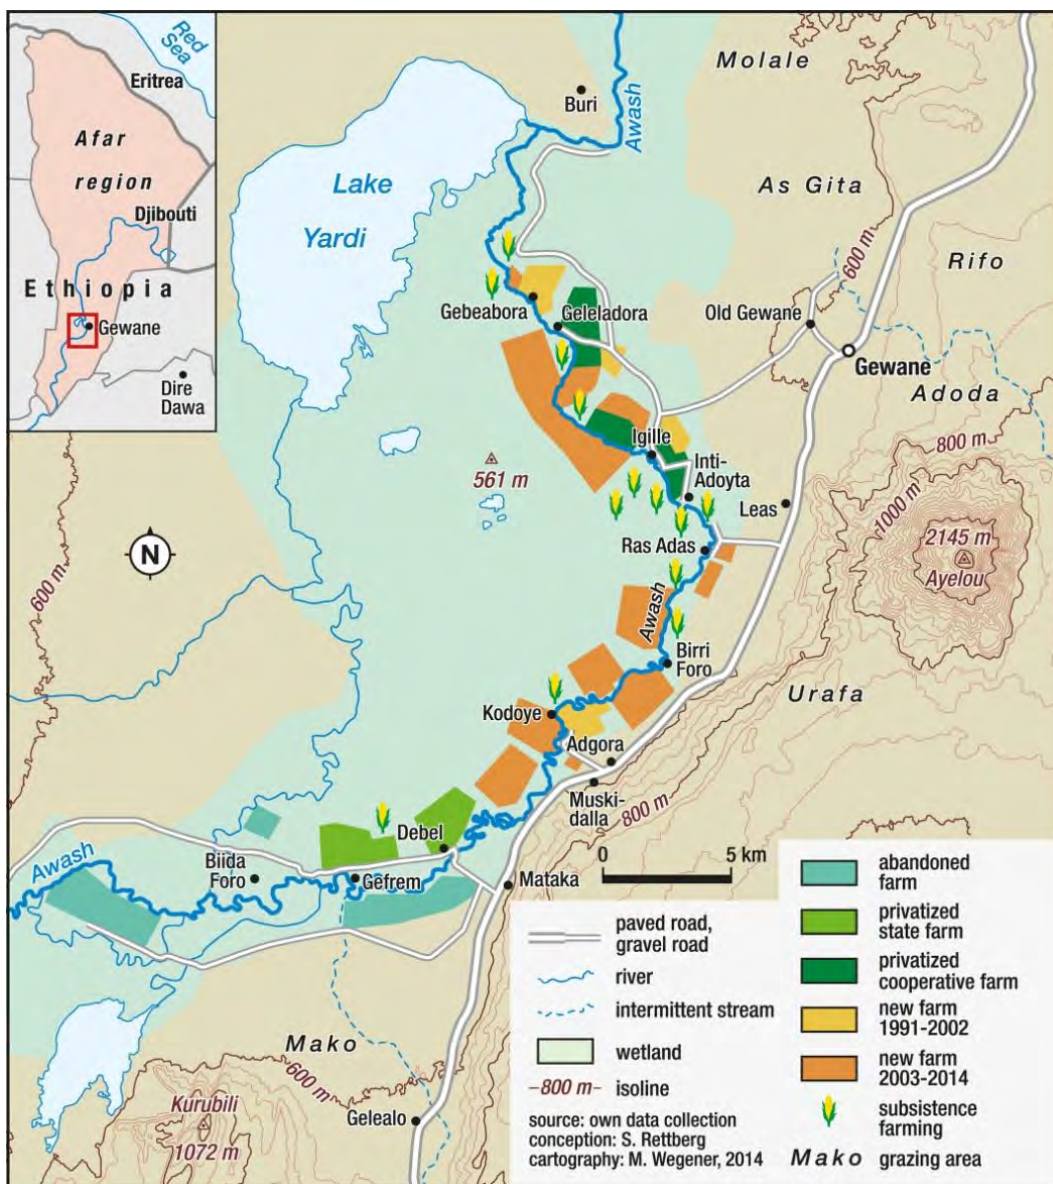 Red
Sea
Eritrea
Afar
region
Djibouti
Ethiopia
Gewane
Dire
Dawa
Molale
Buri
Awash
Lake
Yardi
As Gita
600 m
Rifo
Gebeabora
Geleladora
Old Gewane
Gewane
Adoda
800 m
Igille
561 m
Inti-
Adoyta
Leas
1000 m
2145 m
Ayelou
N
Ras Adas
600 m
Awash
Birri
Foro
Urafa
Kodoye
Adgora
Muski-
dalla
800 m
Debel
Awash
Biida
Foro
Gefrem
Mataka
Mako
600 m
Kurubili
1072 m
Gelealo
0 5 km
paved road,
gravel road
river
intermittent stream
wetland
800 m isoline
source: own data collection
conception: S. Rettberg
cartography: M. Wegener, 2014
abandoned
farm
privatized
state farm
privatized
cooperative farm
new farm
1991-2002
new farm
2003-2014
subsistence
farming
Mako grazing area